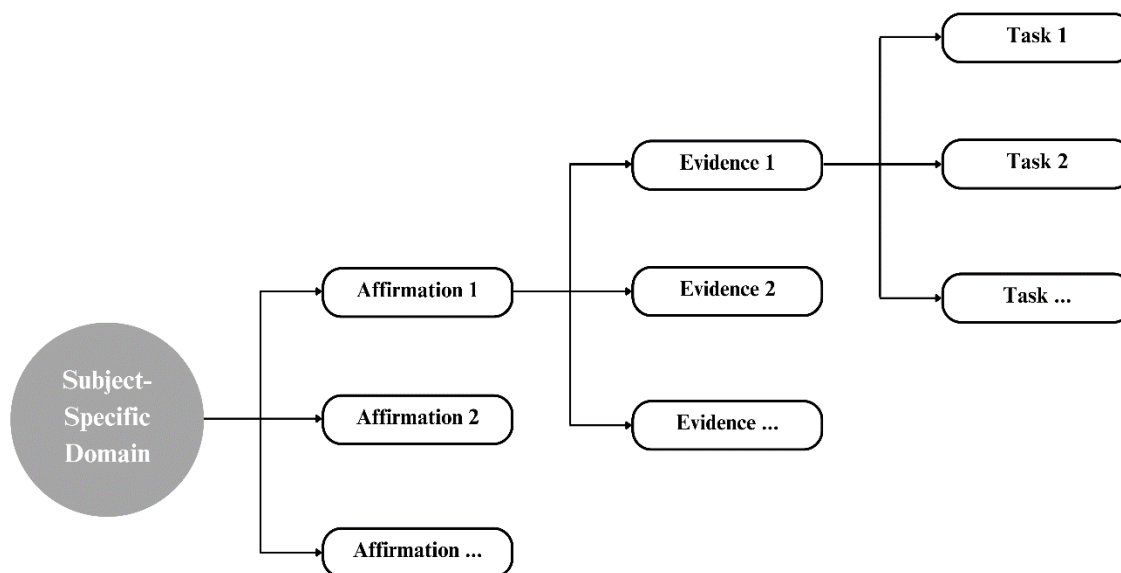 Subject-
Specific
Domain
Affirmation 1
Affirmation 2
Affirmation ...
Evidence 1
Evidence 2
Evidence ...
Task 1
Task 2
Task ...